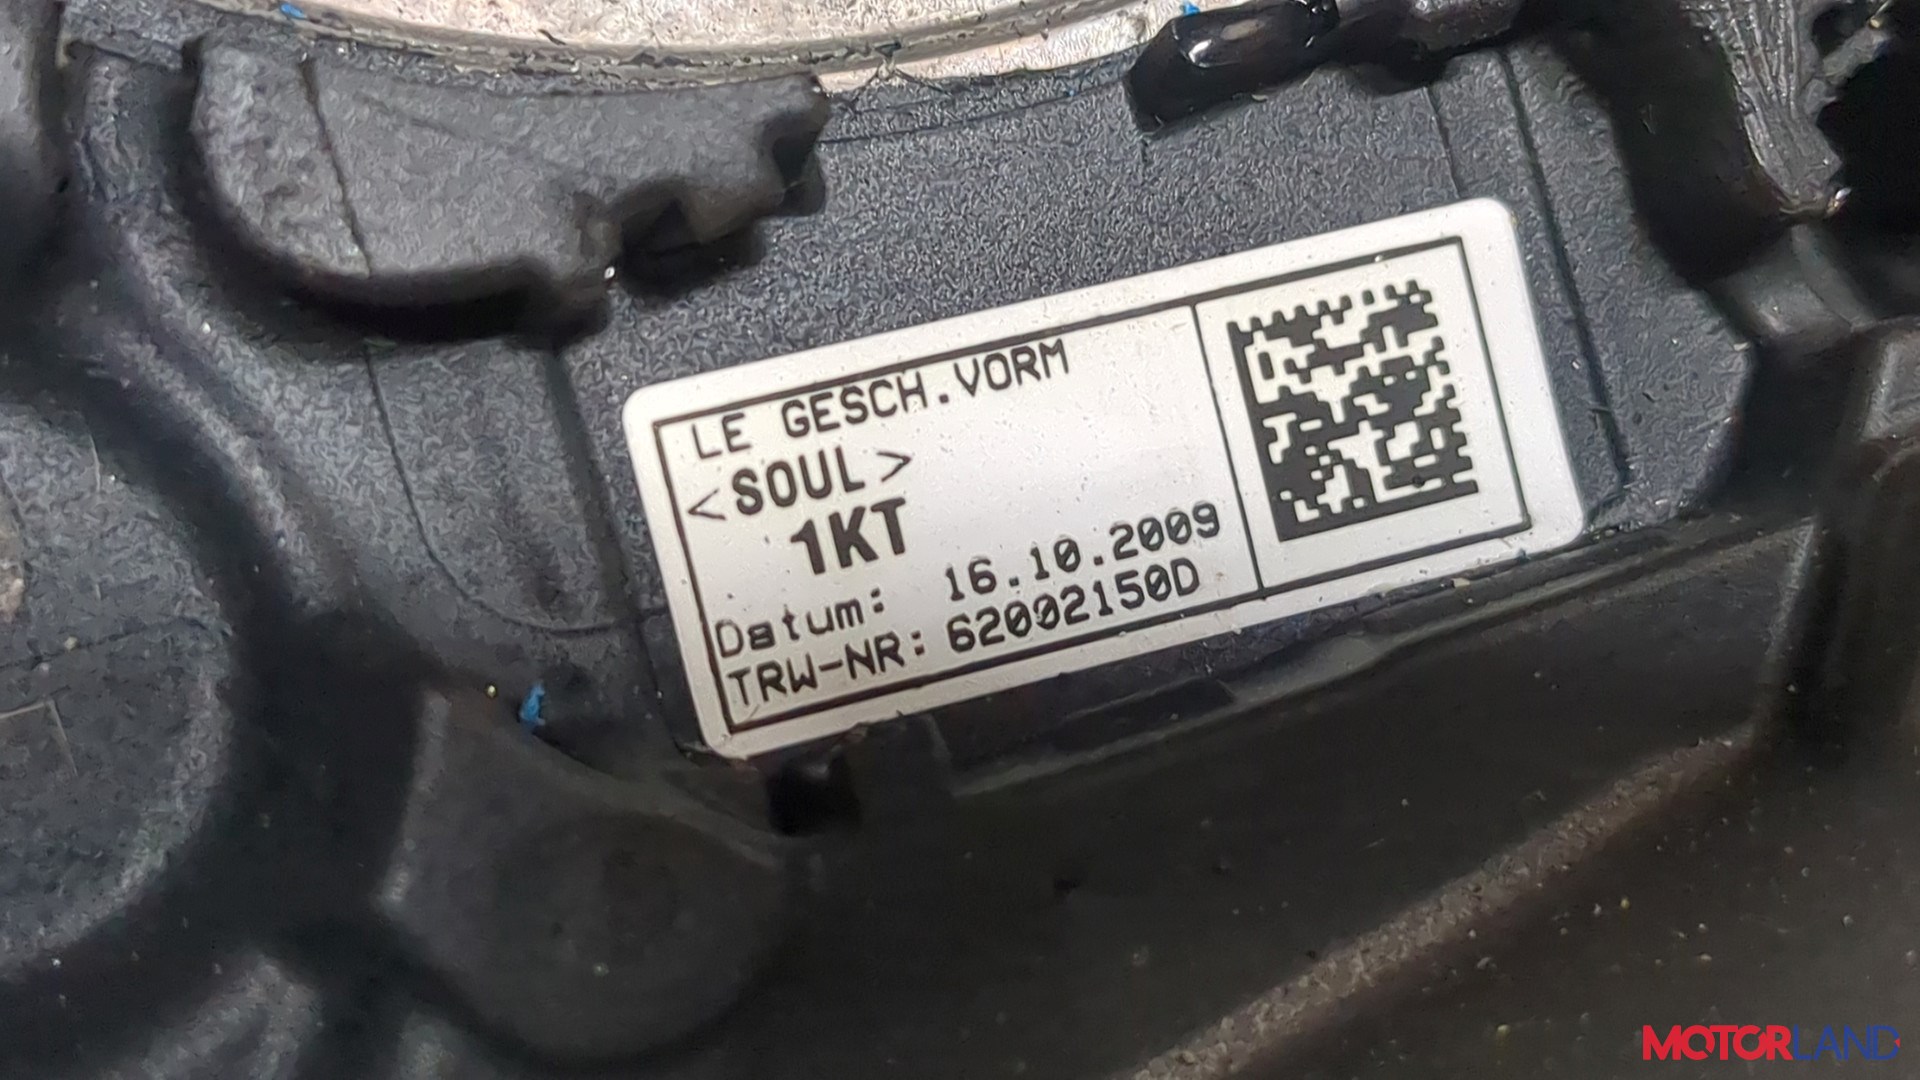 LE GESCH.VORM
<SOUL>
1KT
Datum: 16.10.2009
TRW-NR: 62002150D
MOTORLAND